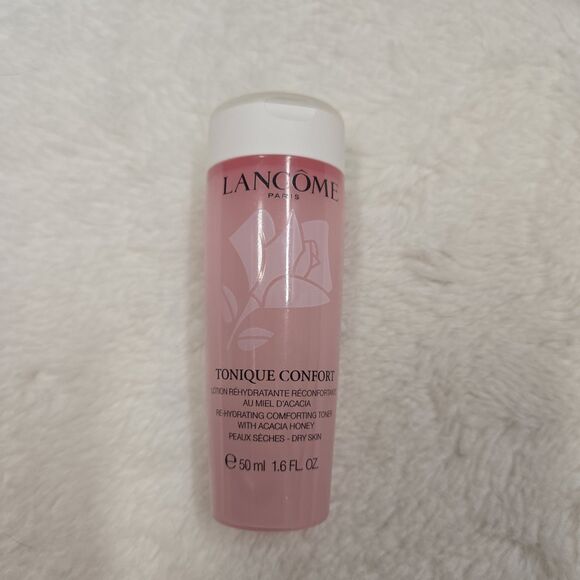 LANCÔME
PARIS
TONIQUE CONFORT
LOTION RÉHYDRATANTE RÉCONFORTANTE
AU MIEL D'ACACIA
RE-HYDRATING COMFORTING TONER
WITH ACACIA HONEY
PEAUX SÈCHES - DRY SKIN
℮ 50 ml 1.6 FL. OZ.